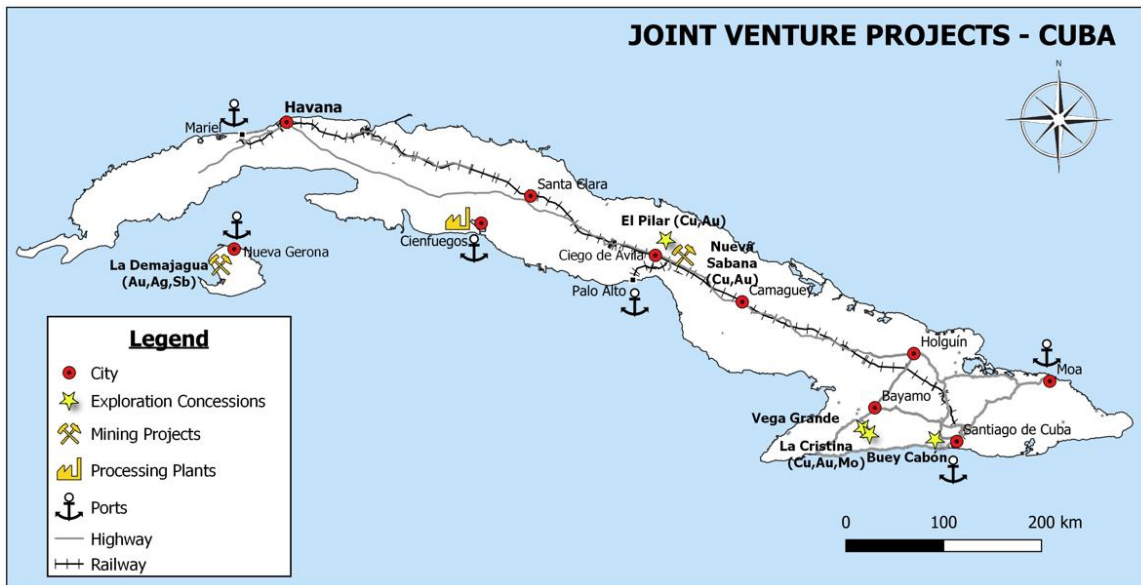 JOINT VENTURE PROJECTS - CUBA
N
Havana
Mariel
Santa Clara
El Pilar (Cu,Au)
Cienfuegos
Nueva Gerona
Ciego de Avila
Nueva
Sabana
(Cu,Au)
La Demajagua
(Au,Ag,Sb)
Palo Alto
Camaguey
Holguín
Moa
Bayamo
Vega Grande
Santiago de Cuba
La Cristina
(Cu,Au,Mo)
Buey Cabón
Legend
City
Exploration Concessions
Mining Projects
Processing Plants
Ports
Highway
Railway
0 100 200 km